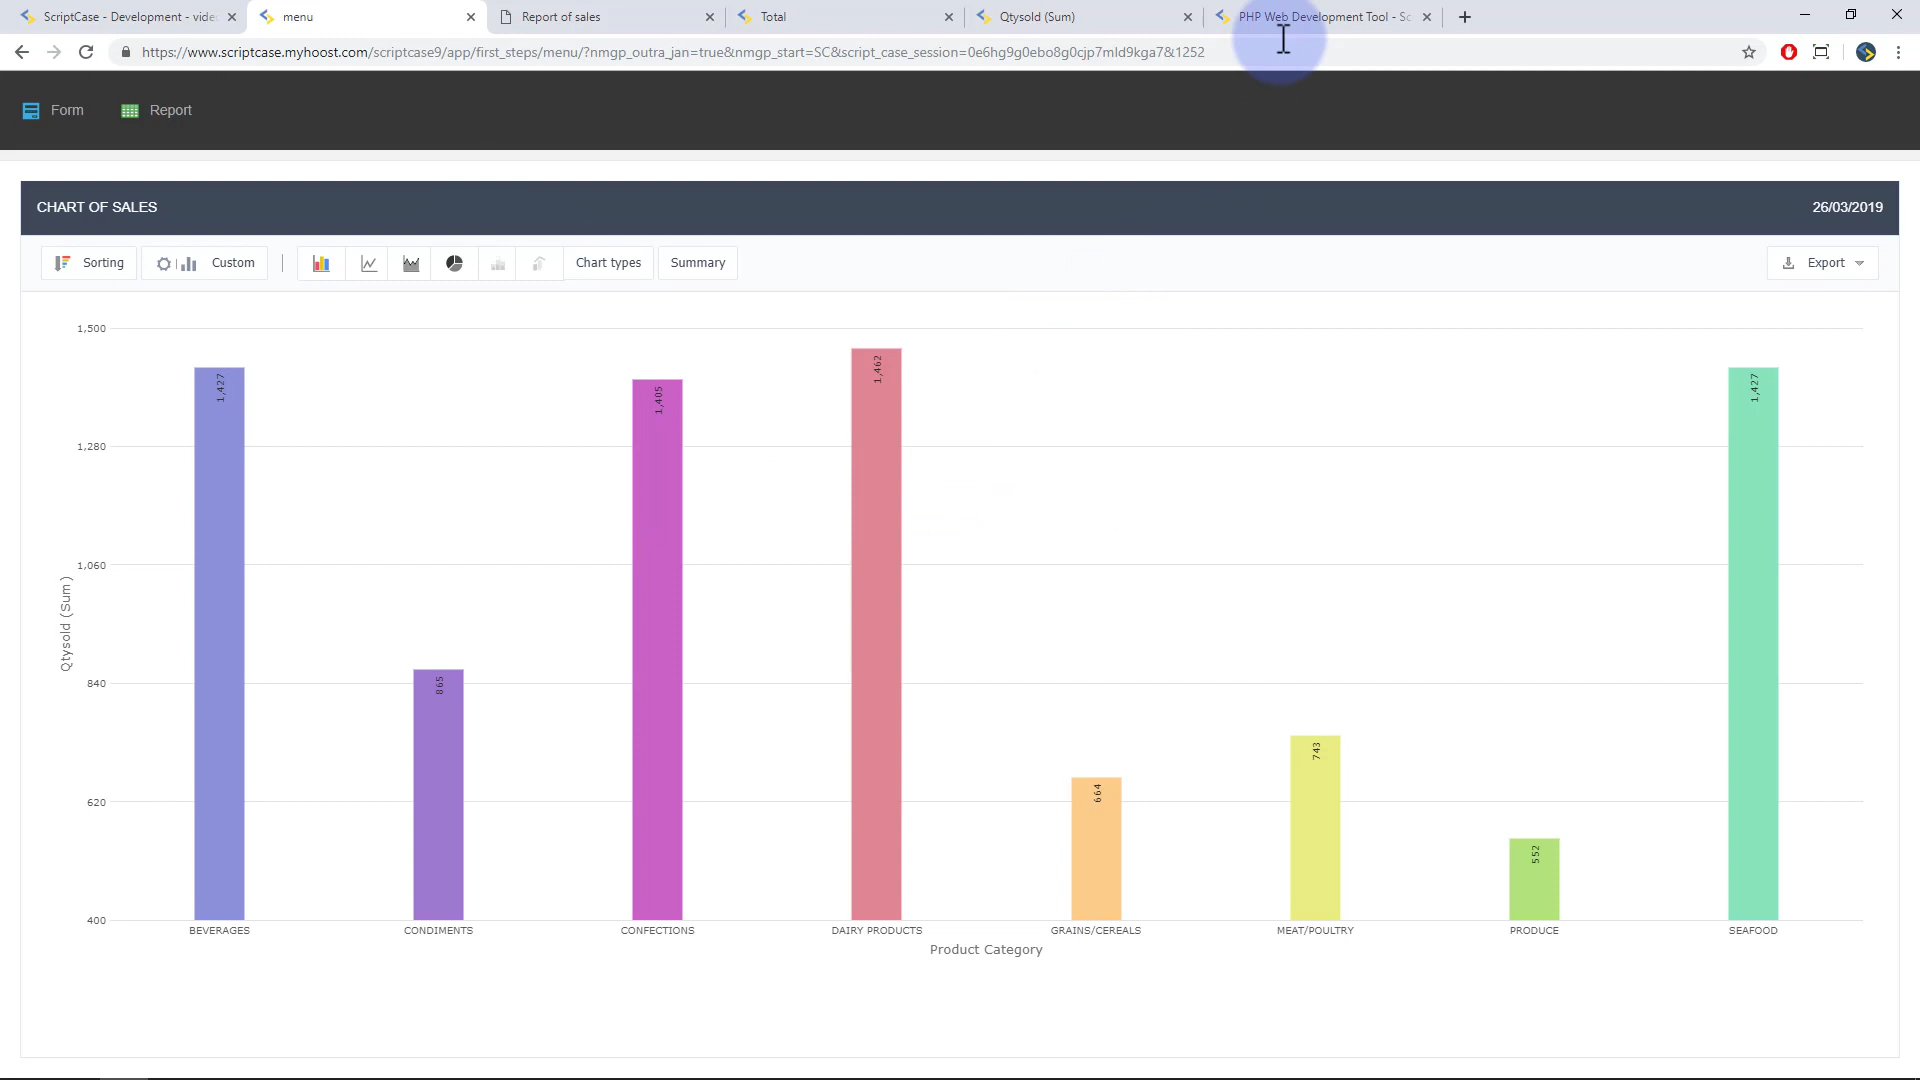 ScriptCase - Development - vide
menu
Report of sales
Total
Qtysold (Sum)
PHP Web Development Tool - Sc
https://www.scriptcase.myhoost.com/scriptcase9/app/first_steps/menu/?nmgp_outra_jan=true&nmgp_start=SC&script_case_session=0e6hg9g0ebo8g0cjp7mld9kga7&1252
Form
Report
CHART OF SALES
26/03/2019
Sorting
Custom
Chart types
Summary
Export
1,500
1,280
1,060
840
620
400
Qtysold (Sum)
1,427
865
1,405
1,462
664
743
552
1,427
BEVERAGES
CONDIMENTS
CONFECTIONS
DAIRY PRODUCTS
GRAINS/CEREALS
MEAT/POULTRY
PRODUCE
SEAFOOD
Product Category